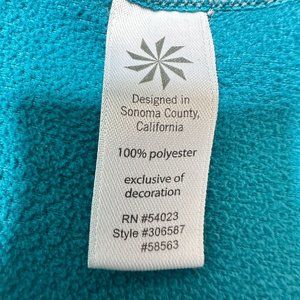 Designed in
Sonoma County,
California
100% polyester
exclusive of
decoration
RN #54023
Style #306587
#58563